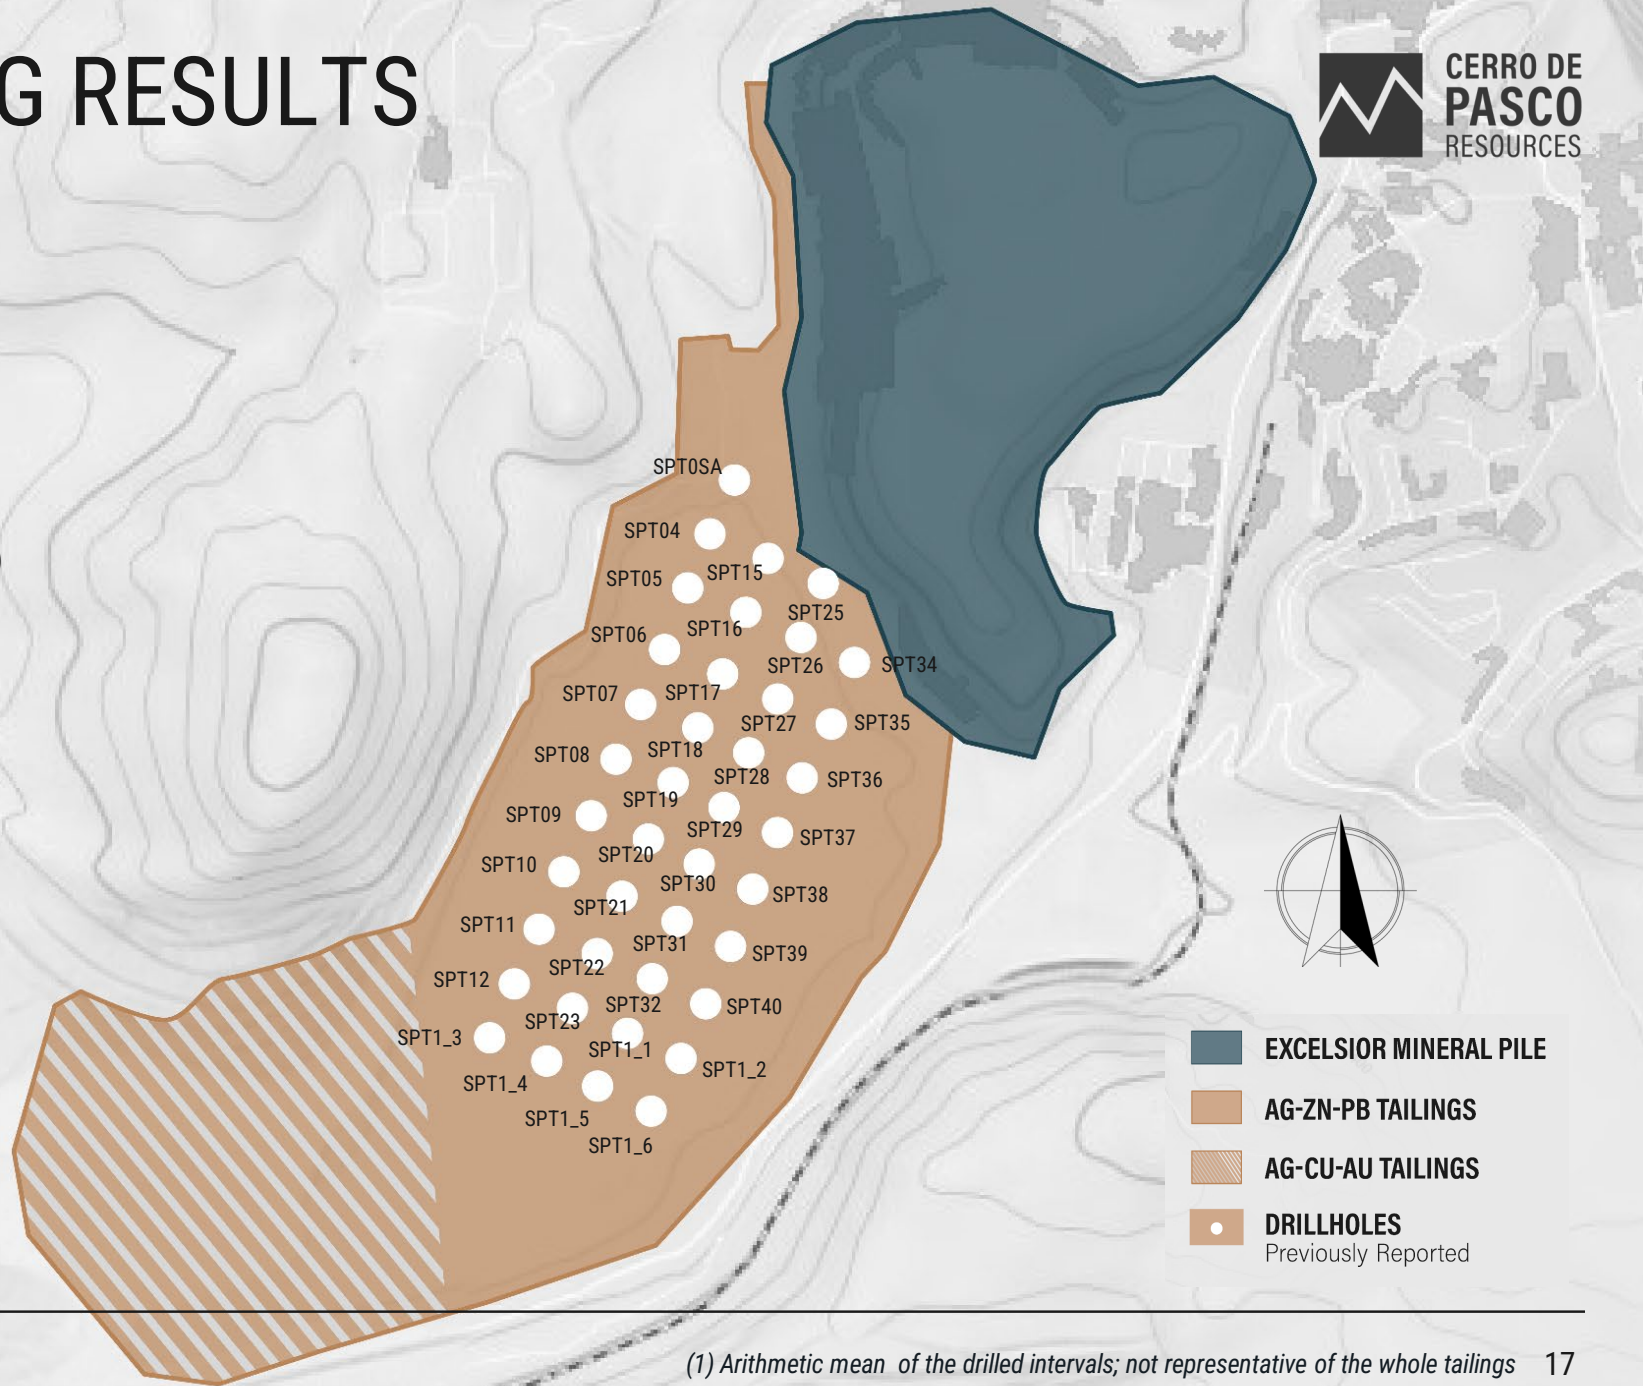 G RESULTS
CERRO DE
PASCO
RESOURCES
SPT0SA
SPT04
SPT05
SPT15
SPT25
SPT16
SPT06
SPT26
SPT34
SPT07
SPT17
SPT27
SPT35
SPT08
SPT18
SPT28
SPT36
SPT19
SPT09
SPT29
SPT37
SPT20
SPT10
SPT30
SPT38
SPT21
SPT11
SPT31
SPT39
SPT22
SPT12
SPT32
SPT40
SPT23
SPT1_3
SPT1_1
SPT1_2
SPT1_4
SPT1_5
SPT1_6
EXCELSIOR MINERAL PILE
AG-ZN-PB TAILINGS
AG-CU-AU TAILINGS
DRILLHOLES
Previously Reported
(1) Arithmetic mean of the drilled intervals; not representative of the whole tailings 17